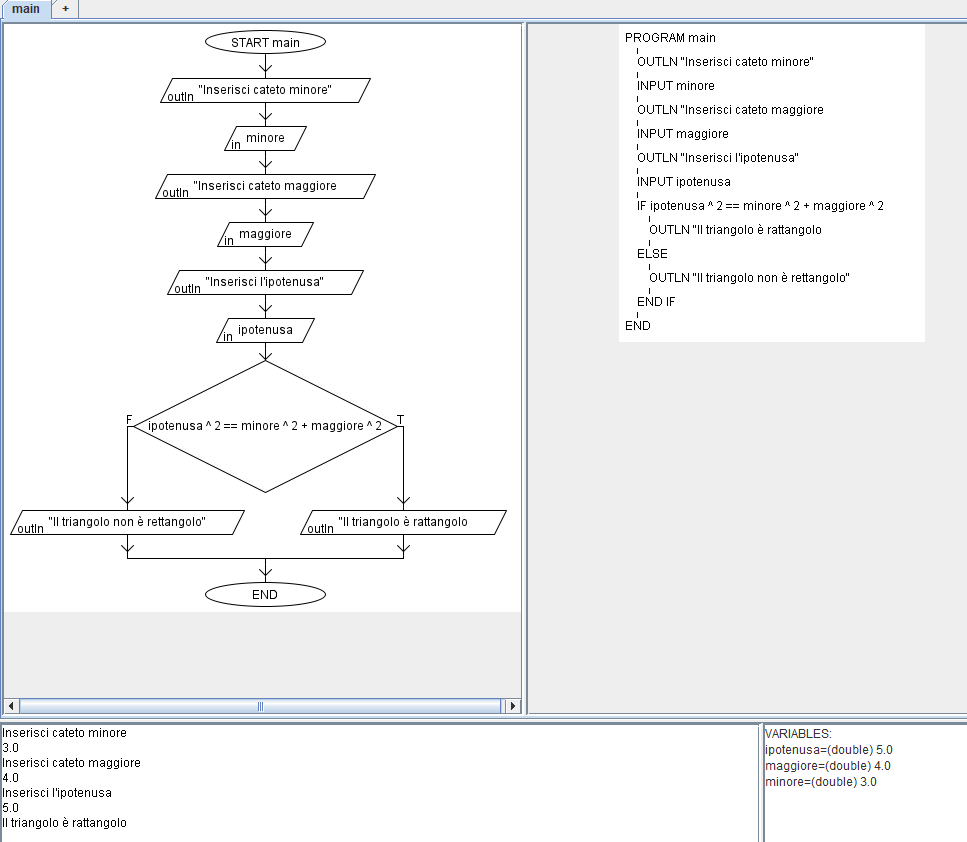 main
+
START main
"Inserisci cateto minore"
outln
minore
in
"Inserisci cateto maggiore
outln
maggiore
in
"Inserisci l'ipotenusa"
outln
ipotenusa
in
F
ipotenusa ^ 2 == minore ^ 2 + maggiore ^ 2
T
"Il triangolo non è rettangolo"
outln
"Il triangolo è rattangolo
outln
END
PROGRAM main
OUTLN "Inserisci cateto minore"
INPUT minore
OUTLN "Inserisci cateto maggiore
INPUT maggiore
OUTLN "Inserisci l'ipotenusa"
INPUT ipotenusa
IF ipotenusa ^ 2 == minore ^ 2 + maggiore ^ 2
OUTLN "Il triangolo è rattangolo
ELSE
OUTLN "Il triangolo non è rettangolo"
END IF
END
Inserisci cateto minore
3.0
Inserisci cateto maggiore
4.0
Inserisci l'ipotenusa
5.0
Il triangolo è rattangolo
VARIABLES:
ipotenusa=(double) 5.0
maggiore=(double) 4.0
minore=(double) 3.0